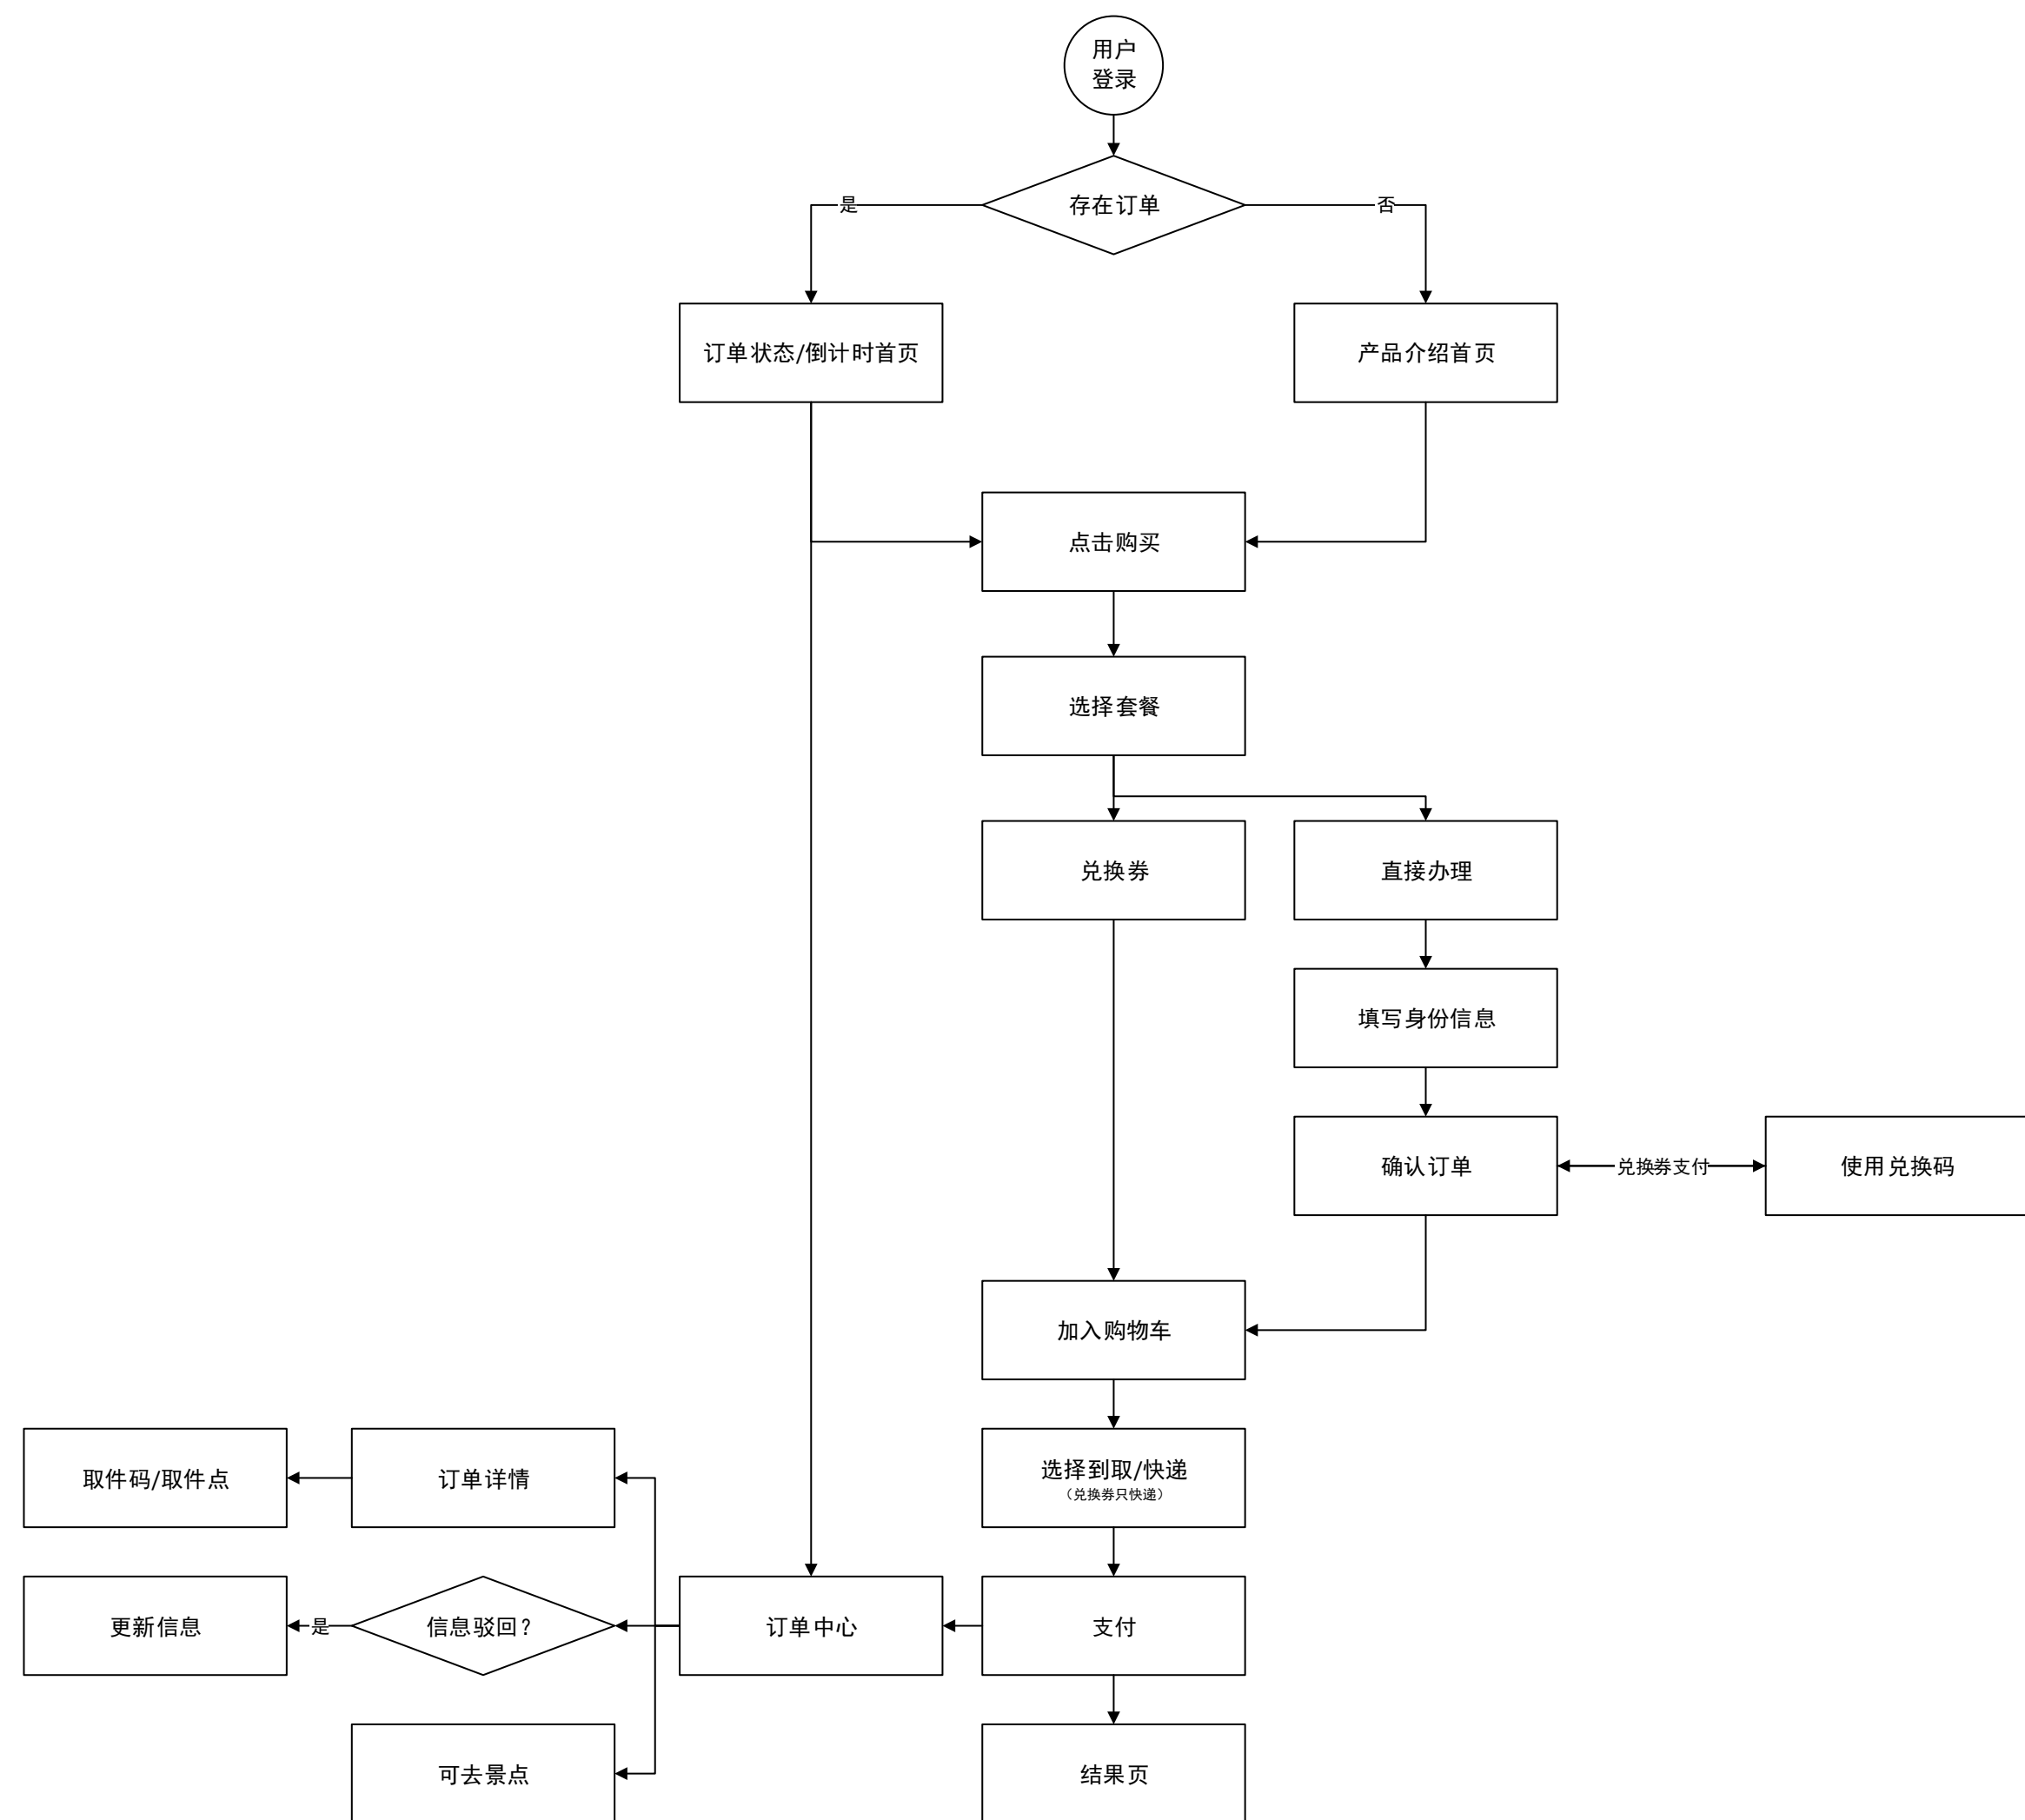 用户
登录
存在订单
是
否
订单状态/倒计时首页
产品介绍首页
点击购买
选择套餐
兑换券
直接办理
填写身份信息
确认订单
兑换券支付
使用兑换码
加入购物车
取件码/取件点
订单详情
选择到取/快递
（兑换券只快递）
更新信息
是
信息驳回？
订单中心
支付
可去景点
结果页